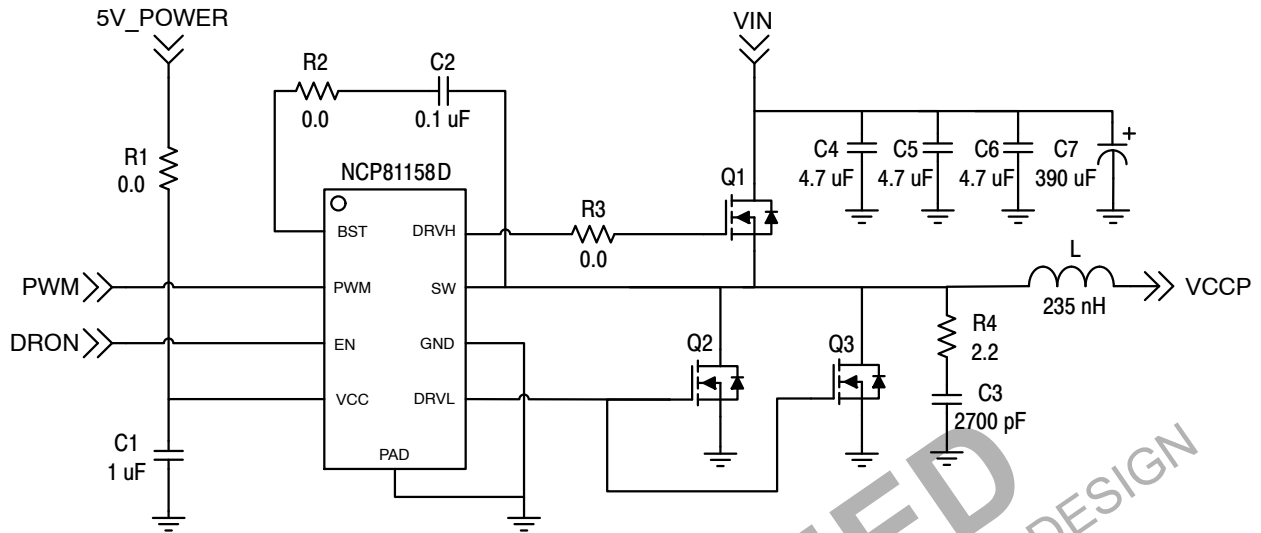 5V_POWER
VIN
R2
C2
0.0
0.1 uF
R1
0.0
NCP81158D
C4
4.7 uF
C5
4.7 uF
C6
4.7 uF
C7
390 uF
+
Q1
R3
0.0
BST
DRVH
L
235 nH
PWM
PWM
SW
VCCP
DRON
EN
GND
Q2
Q3
R4
2.2
VCC
DRVL
C3
2700 pF
C1
1 uF
PAD
DESIGN